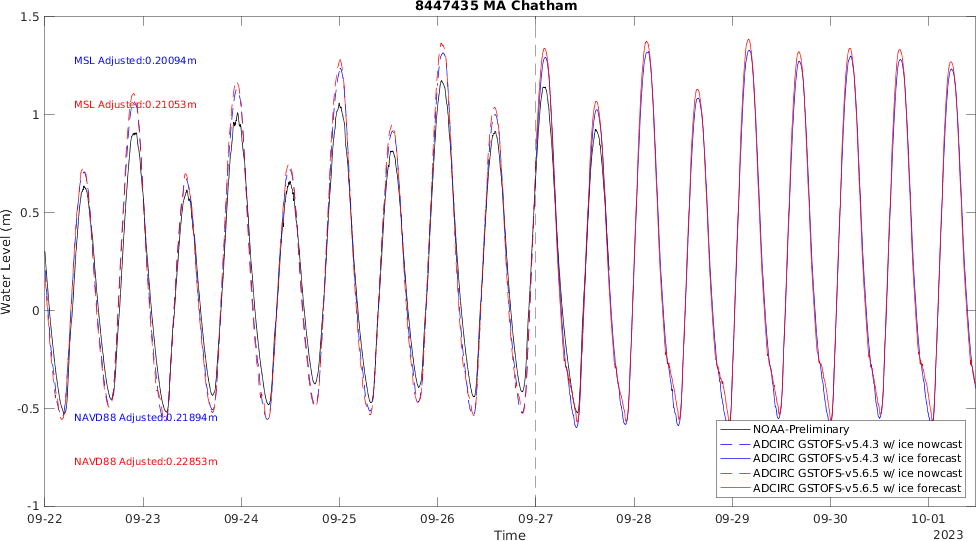 8447435 MA Chatham
1.5
1
0.5
0
-0.5
-1
Water Level (m)
MSL Adjusted:0.20094m
MSL Adjusted:0.21053m
NAVD88 Adjusted:0.21894m
NAVD88 Adjusted:0.22853m
NOAA-Preliminary
ADCIRC GSTOFS-v5.4.3 w/ ice nowcast
ADCIRC GSTOFS-v5.4.3 w/ ice forecast
ADCIRC GSTOFS-v5.6.5 w/ ice nowcast
ADCIRC GSTOFS-v5.6.5 w/ ice forecast
09-22 09-23 09-24 09-25 09-26 09-27 09-28 09-29 09-30 10-01
Time
2023